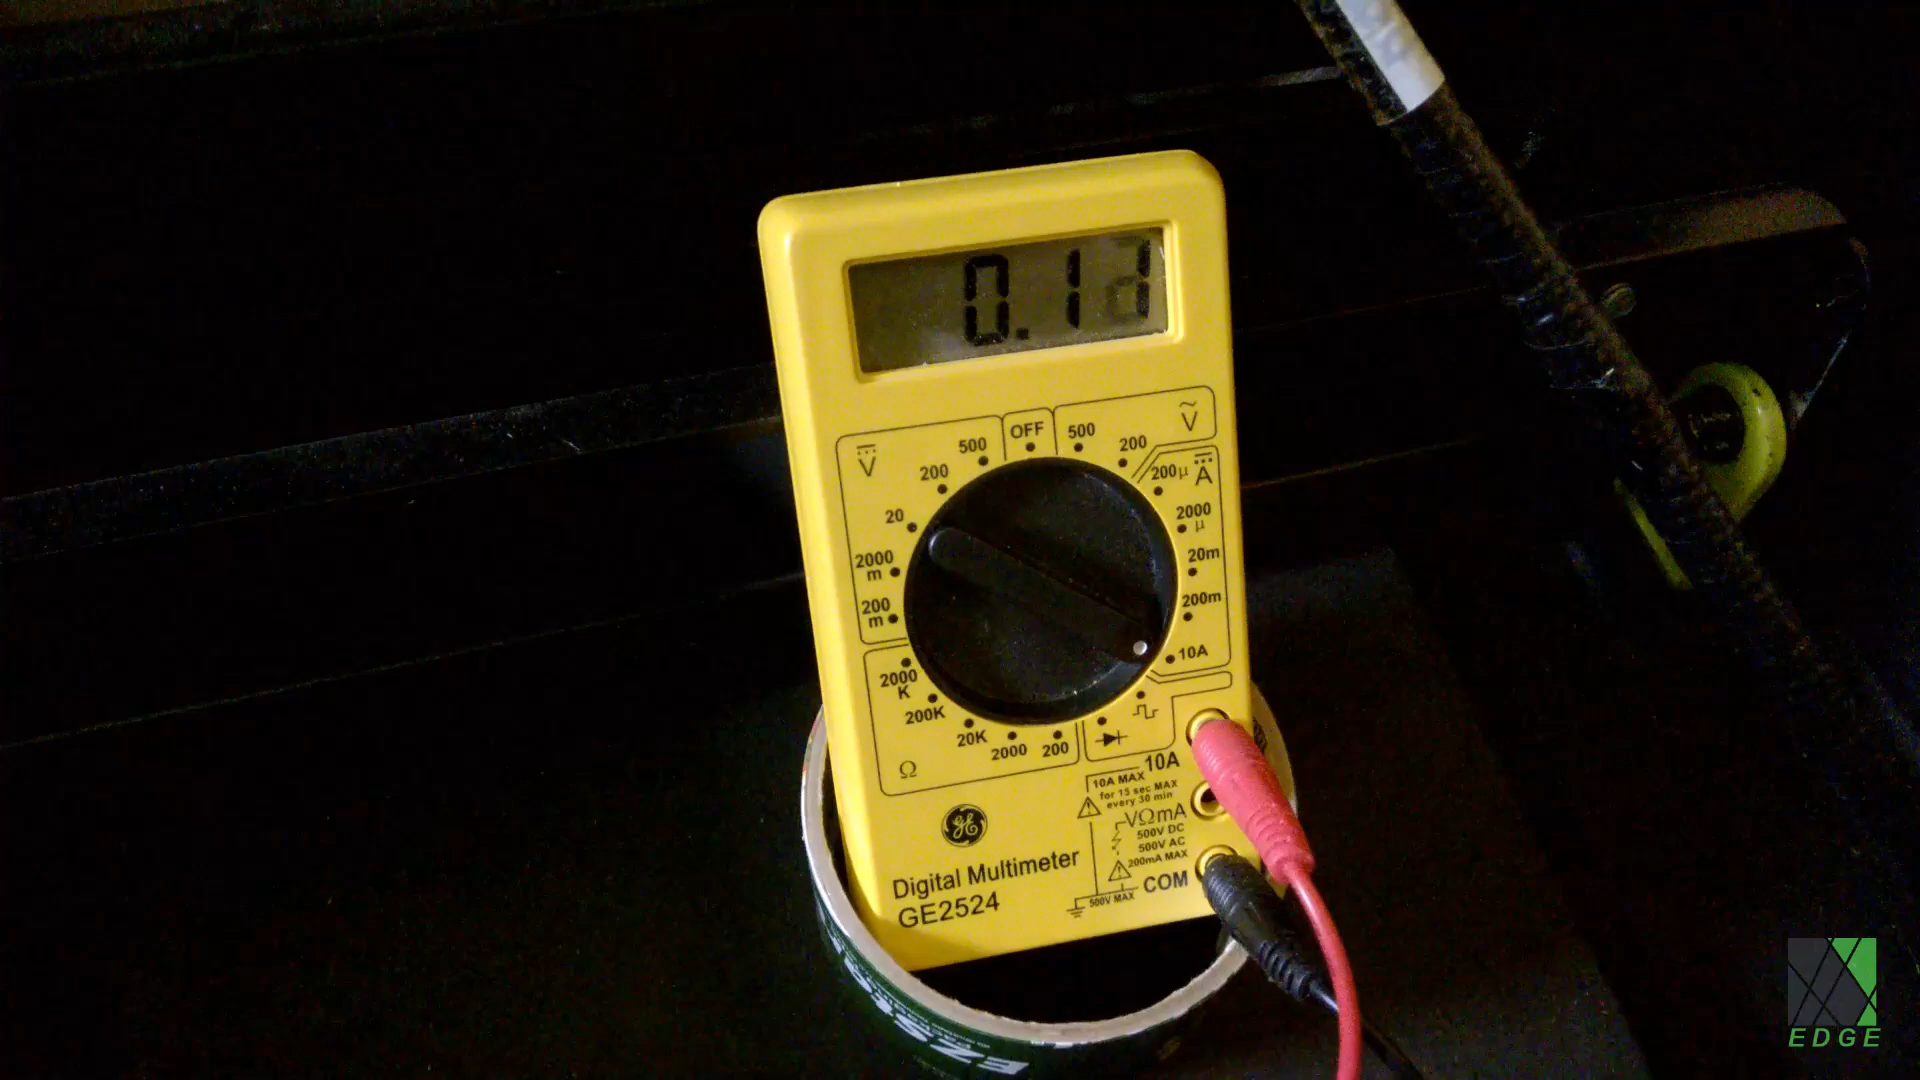 0.1
OFF
500
200
20
2000
m
200
m
V
500
200
V
200µ
A
2000
µ
20m
200m
10A
2000
K
200K
20K
2000
200
Ω
10A
10A MAX
for 15 sec MAX
every 30 min
VΩmA
500V DC
500V AC
200mA MAX
COM
500V MAX
GE
Digital Multimeter
GE2524
EDGE